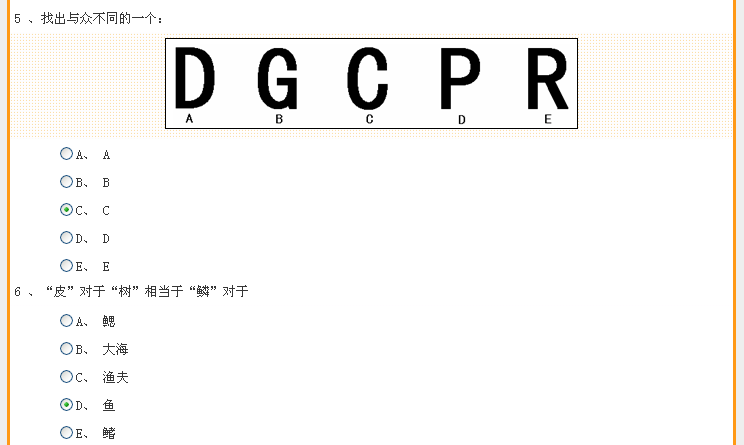 5 、找出与众不同的一个:
D G C P R
A B C D E
A、 A
B、 B
C、 C
D、 D
E、 E
6 、“皮”对于“树”相当于“鳞”对于
A、 鳃
B、 大海
C、 渔夫
D、 鱼
E、 鳍